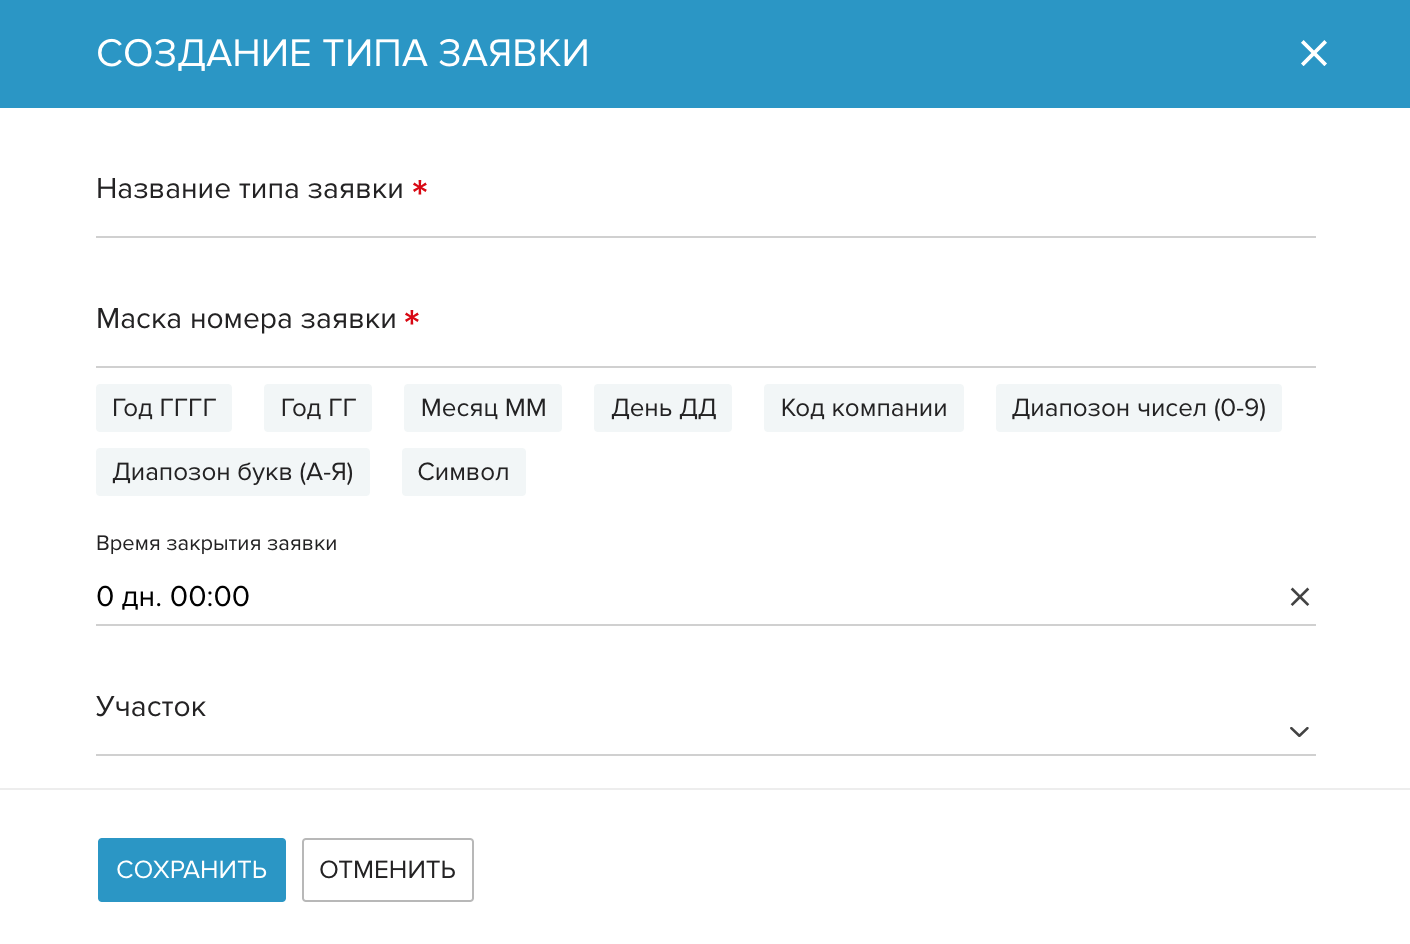 СОЗДАНИЕ ТИПА ЗАЯВКИ
Название типа заявки *
Маска номера заявки *
Год ГГГГ Год ГГ Месяц ММ День ДД Код компании Диапозон чисел (0-9)
Диапозон букв (А-Я) Символ
Время закрытия заявки
0 дн. 00:00
Участок
СОХРАНИТЬ ОТМЕНИТЬ